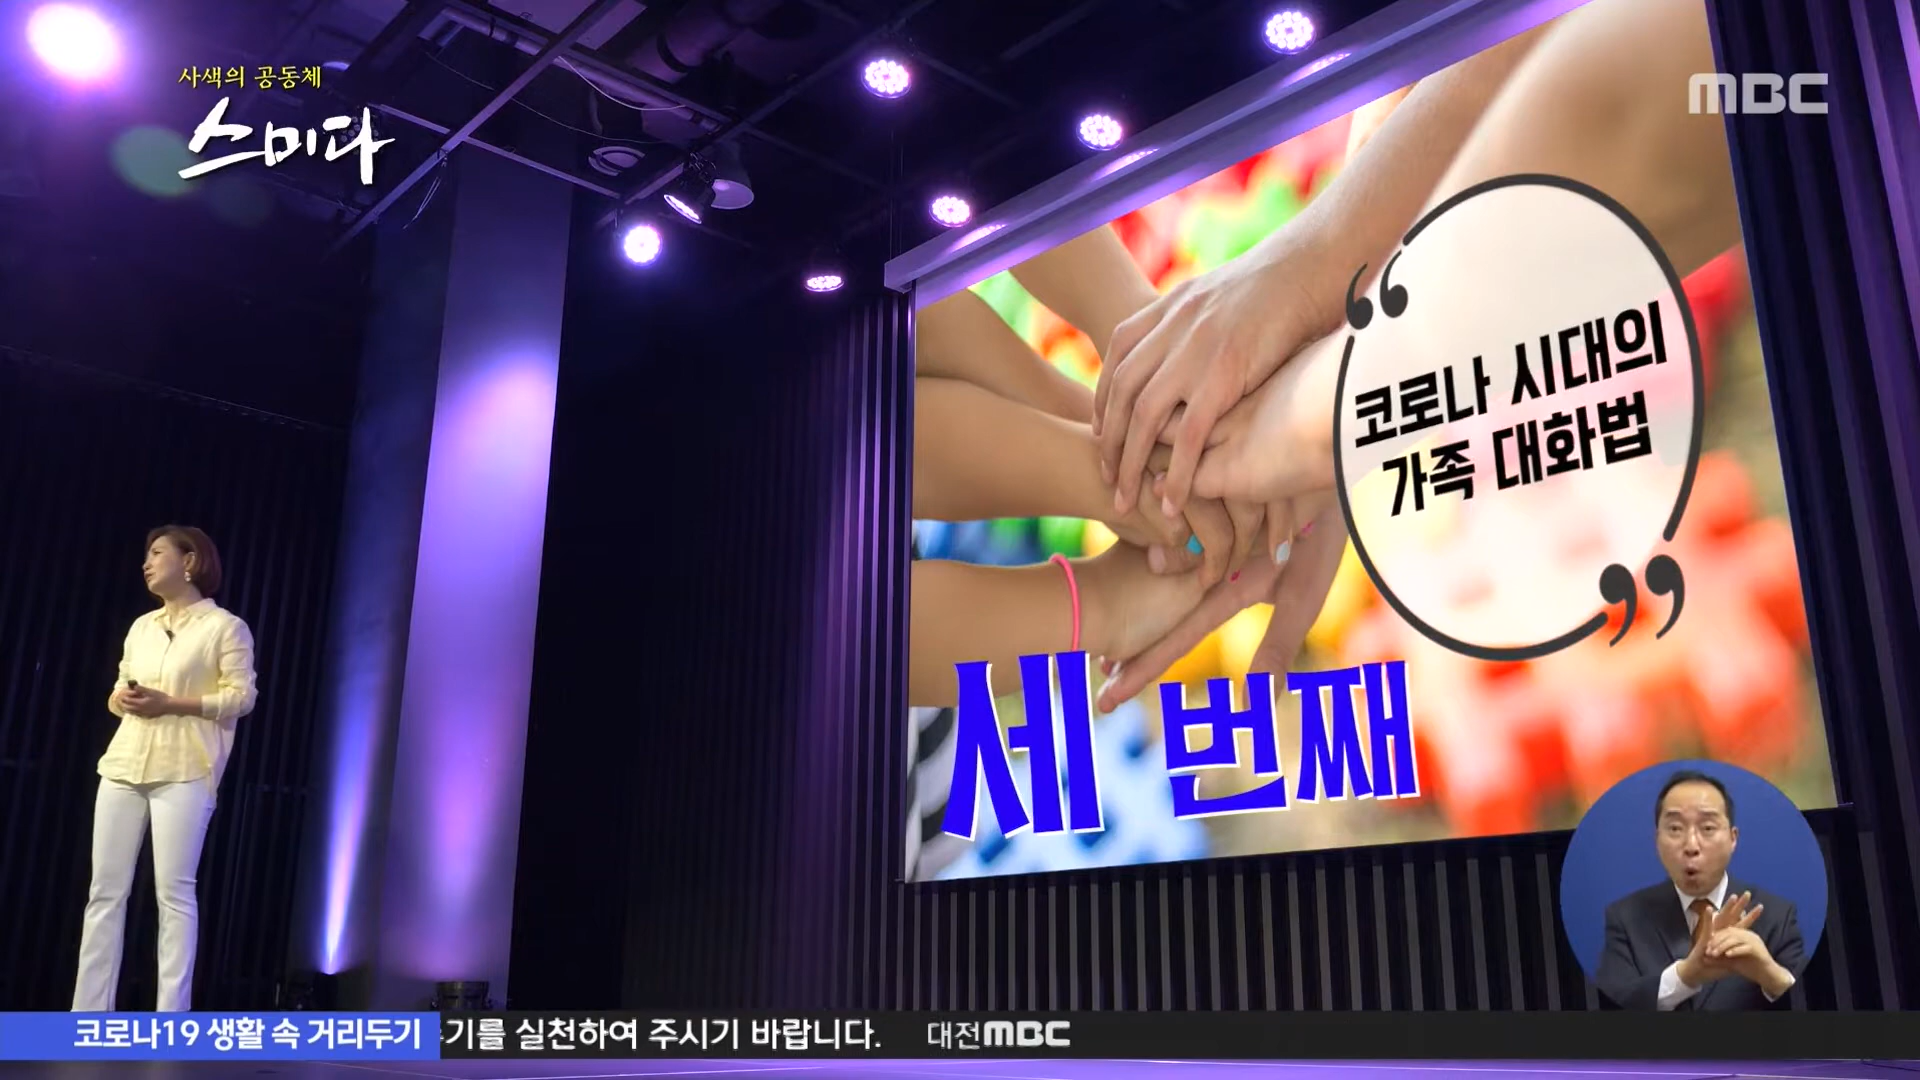 사색의 공동체
스미다
MBC
코로나 시대의
가족 대화법
세 번째
코로나19 생활 속 거리두기
기를 실천하여 주시기 바랍니다. 대전MBC